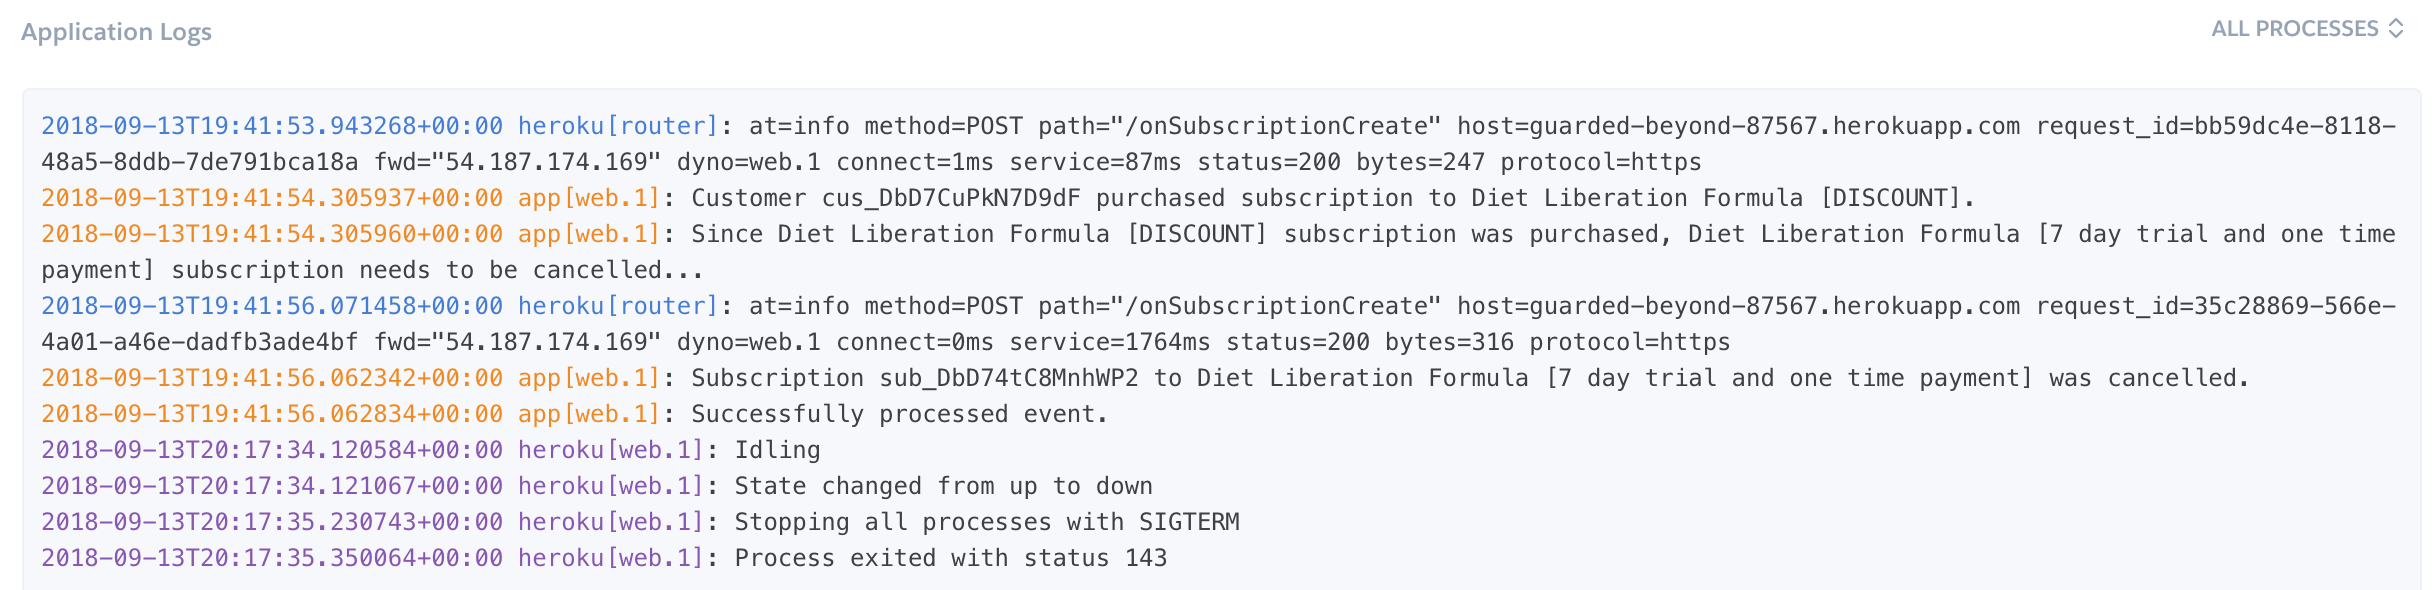 Application Logs
ALL PROCESSES
2018-09-13T19:41:53.943268+00:00 heroku[router]: at=info method=POST path="/onSubscriptionCreate" host=guarded-beyond-87567.herokuapp.com request_id=bb59dc4e-8118-
48a5-8ddb-7de791bca18a fwd="54.187.174.169" dyno=web.1 connect=1ms service=87ms status=200 bytes=247 protocol=https
2018-09-13T19:41:54.305937+00:00 app[web.1]: Customer cus_DbD7CuPkN7D9dF purchased subscription to Diet Liberation Formula [DISCOUNT].
2018-09-13T19:41:54.305960+00:00 app[web.1]: Since Diet Liberation Formula [DISCOUNT] subscription was purchased, Diet Liberation Formula [7 day trial and one time
payment] subscription needs to be cancelled...
2018-09-13T19:41:56.071458+00:00 heroku[router]: at=info method=POST path="/onSubscriptionCreate" host=guarded-beyond-87567.herokuapp.com request_id=35c28869-566e-
4a01-a46e-dadfb3ade4bf fwd="54.187.174.169" dyno=web.1 connect=0ms service=1764ms status=200 bytes=316 protocol=https
2018-09-13T19:41:56.062342+00:00 app[web.1]: Subscription sub_DbD74tC8MnhWP2 to Diet Liberation Formula [7 day trial and one time payment] was cancelled.
2018-09-13T19:41:56.062834+00:00 app[web.1]: Successfully processed event.
2018-09-13T20:17:34.120584+00:00 heroku[web.1]: Idling
2018-09-13T20:17:34.121067+00:00 heroku[web.1]: State changed from up to down
2018-09-13T20:17:35.230743+00:00 heroku[web.1]: Stopping all processes with SIGTERM
2018-09-13T20:17:35.350064+00:00 heroku[web.1]: Process exited with status 143